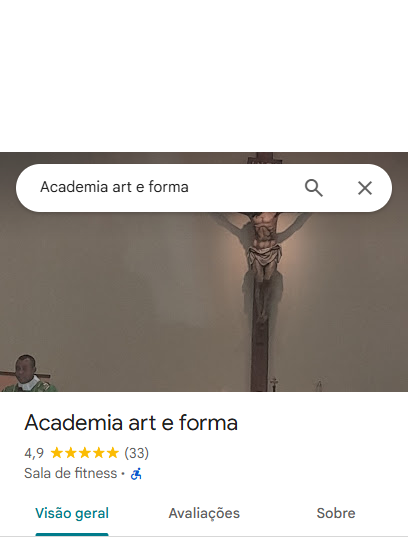 Academia art e forma
Academia art e forma
4,9 (33)
Sala de fitness ·
Visão geral Avaliações Sobre